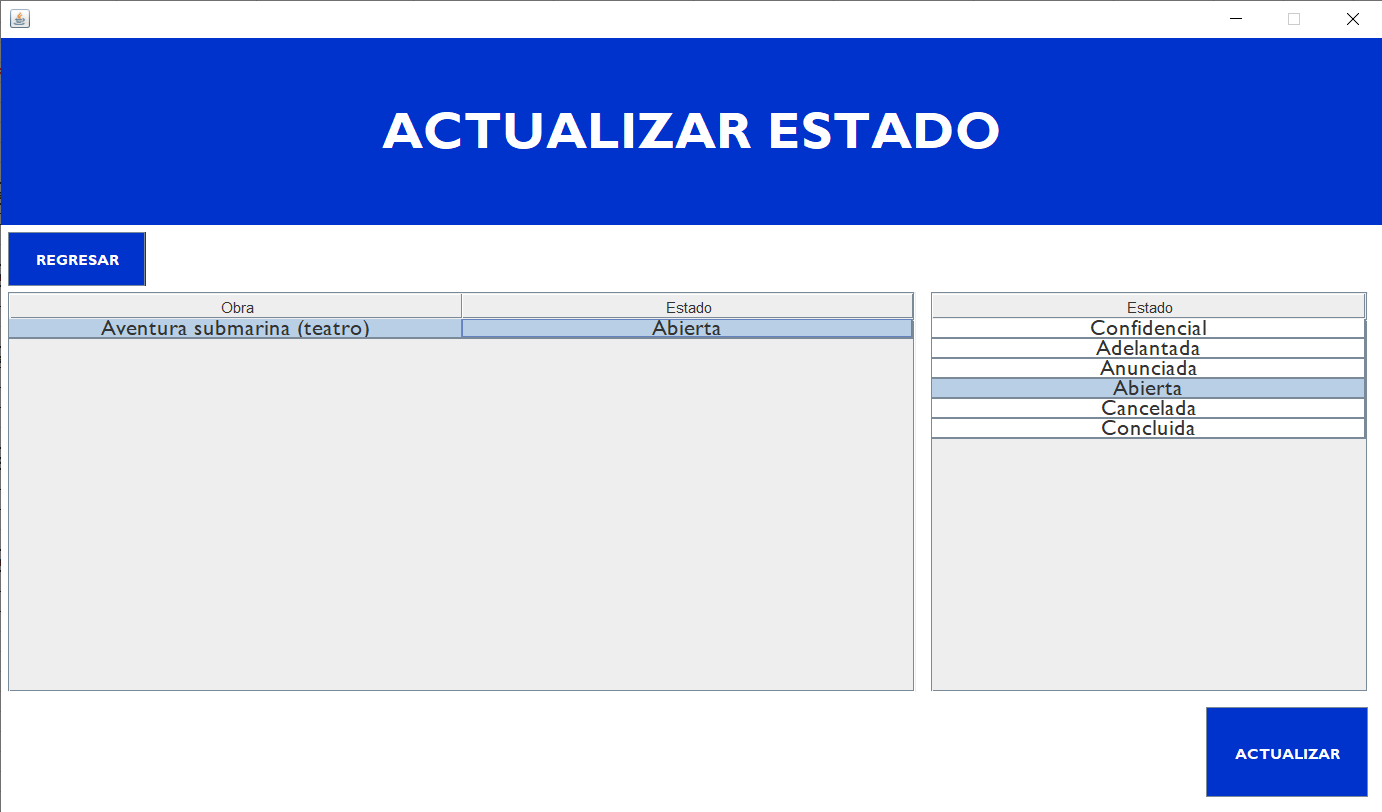 ACTUALIZAR ESTADO
REGRESAR
Obra Estado
Aventura submarina (teatro) Abierta
Estado
Confidencial
Adelantada
Anunciada
Abierta
Cancelada
Concluida
ACTUALIZAR